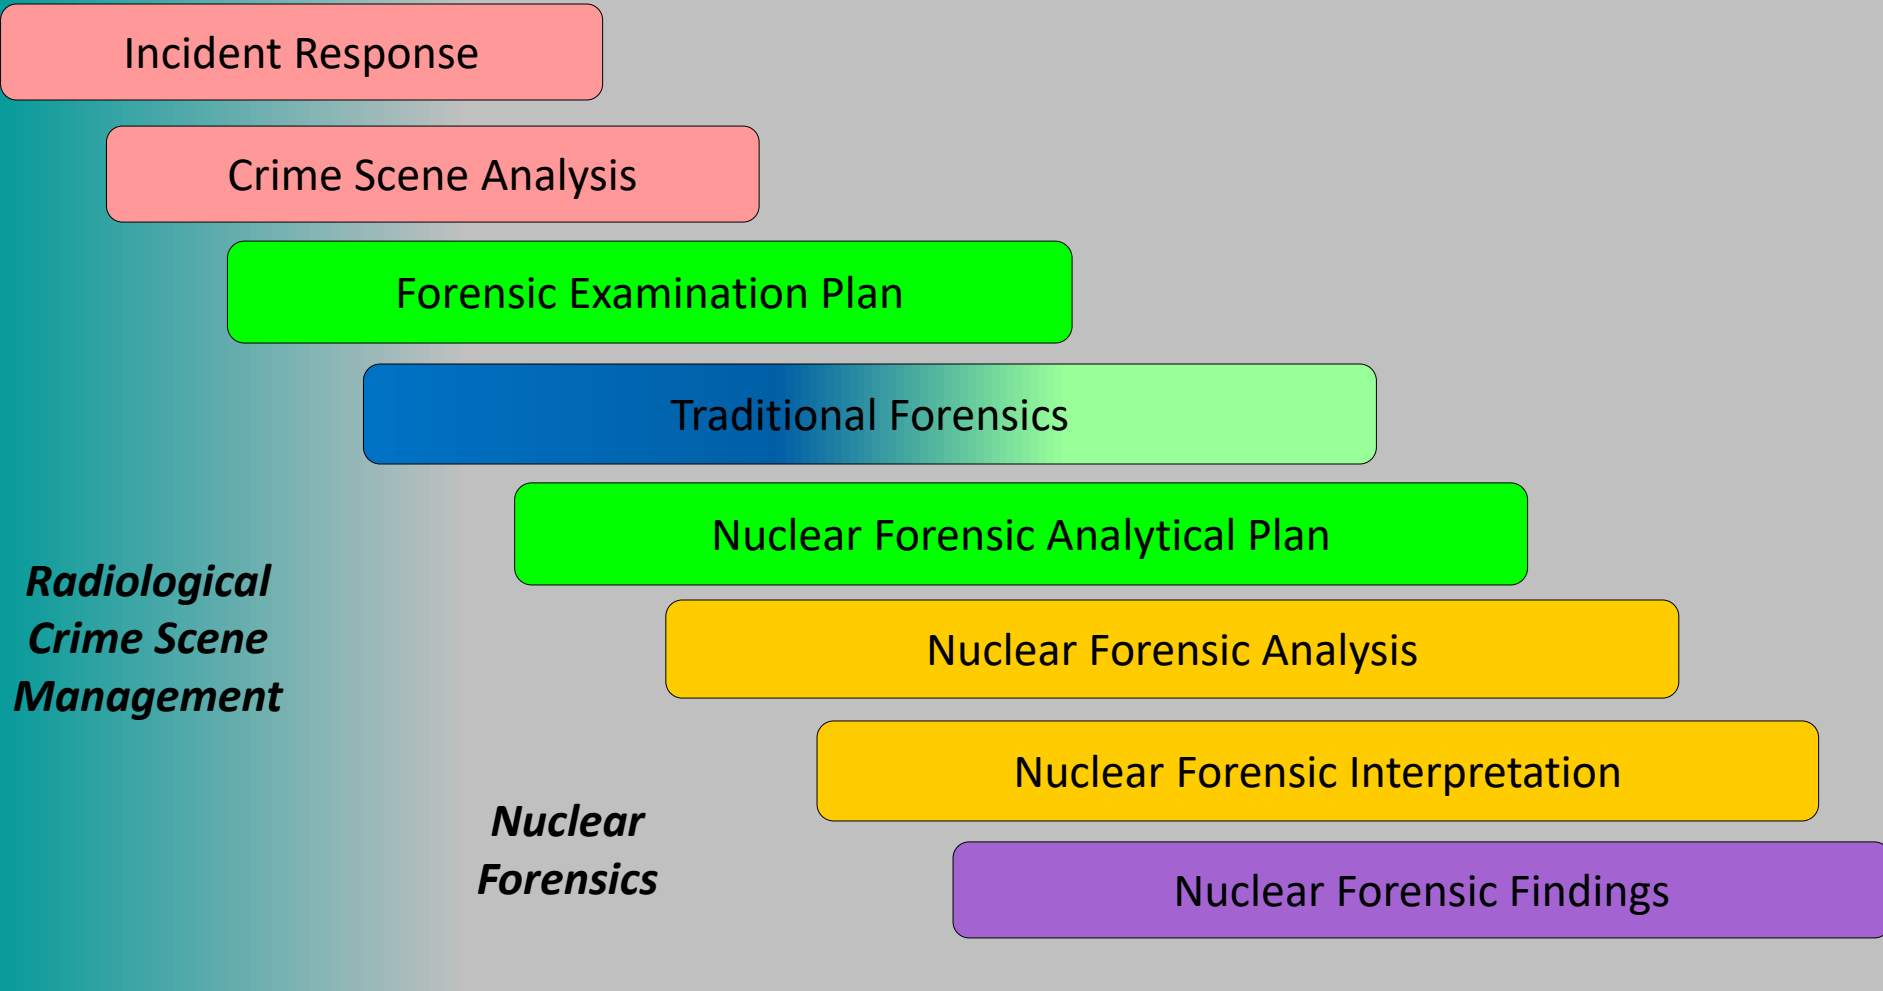 Incident Response
Crime Scene Analysis
Forensic Examination Plan
Traditional Forensics
Nuclear Forensic Analytical Plan
Radiological
Crime Scene
Management
Nuclear Forensic Analysis
Nuclear Forensic Interpretation
Nuclear
Forensics
Nuclear Forensic Findings